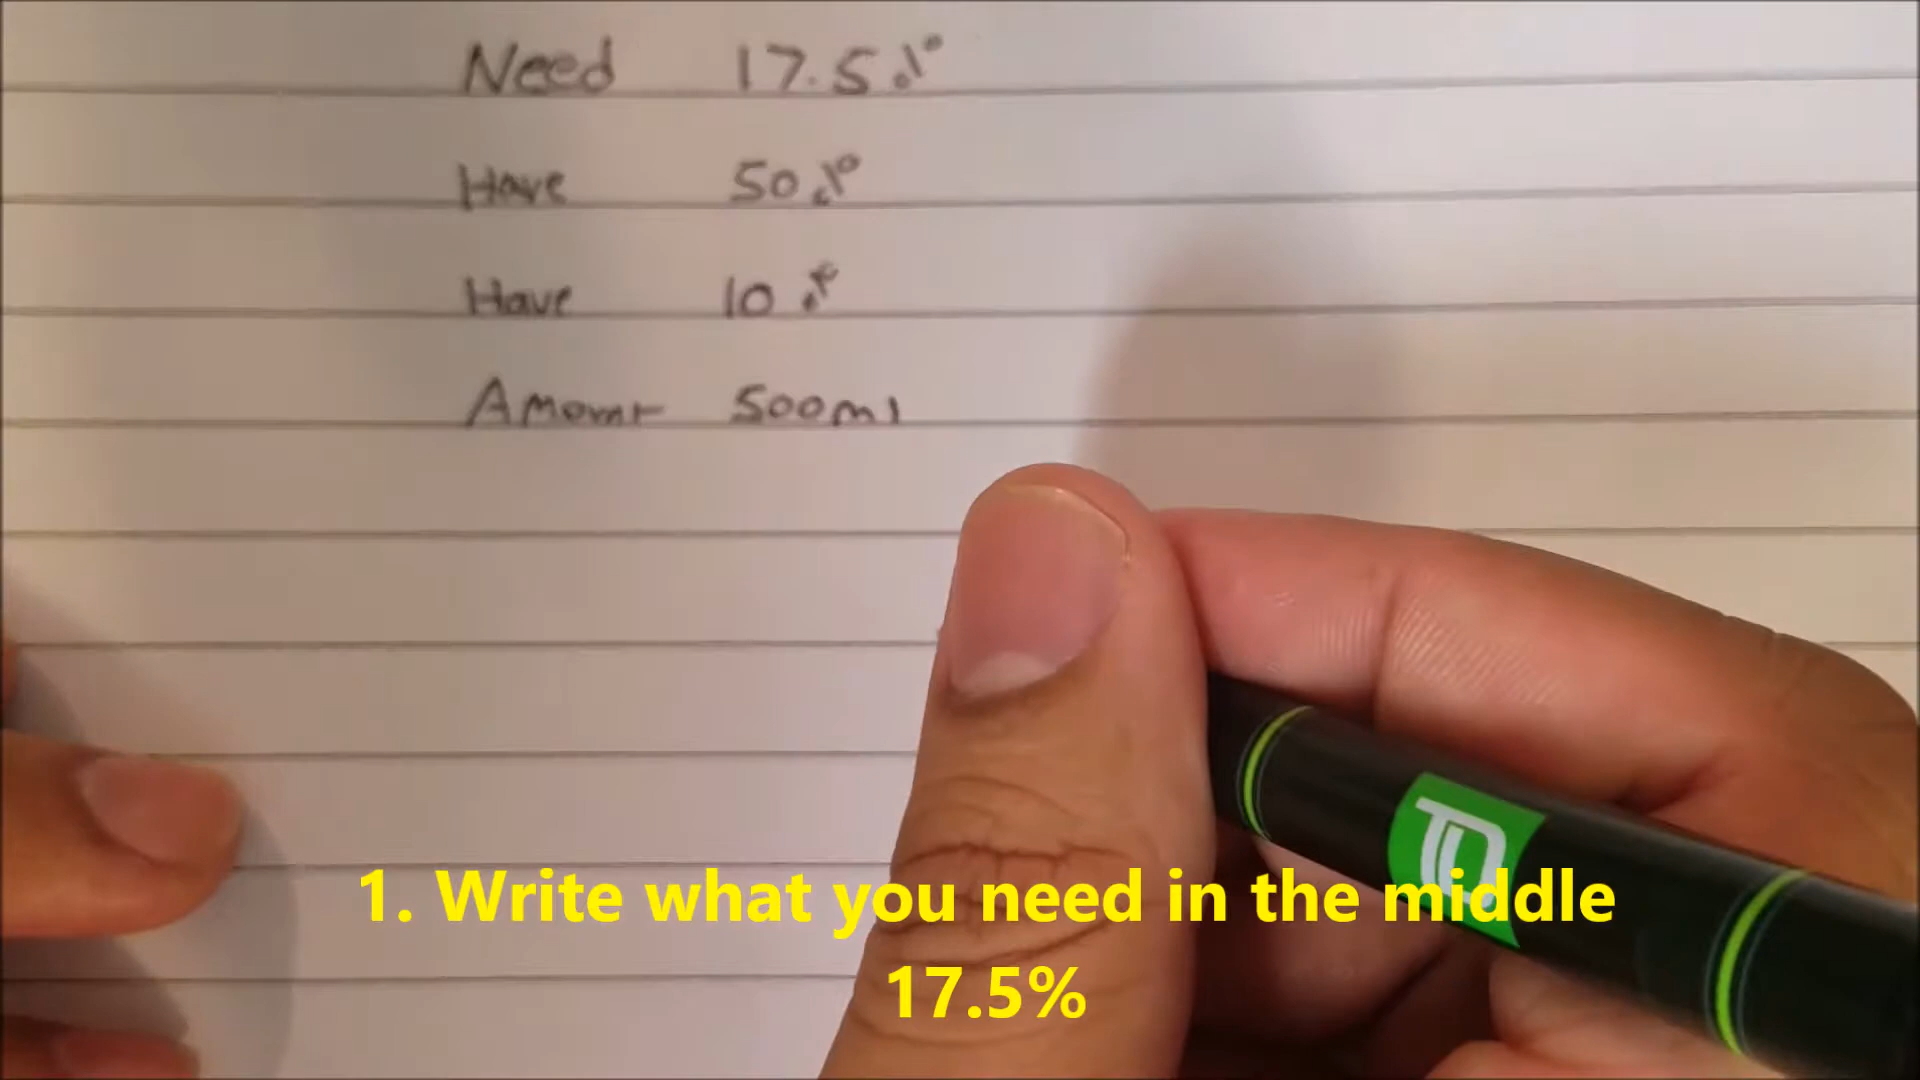 Need 17.5%
Have 50%
Have 10%
Amount 500ml
1. Write what you need in the middle
17.5%